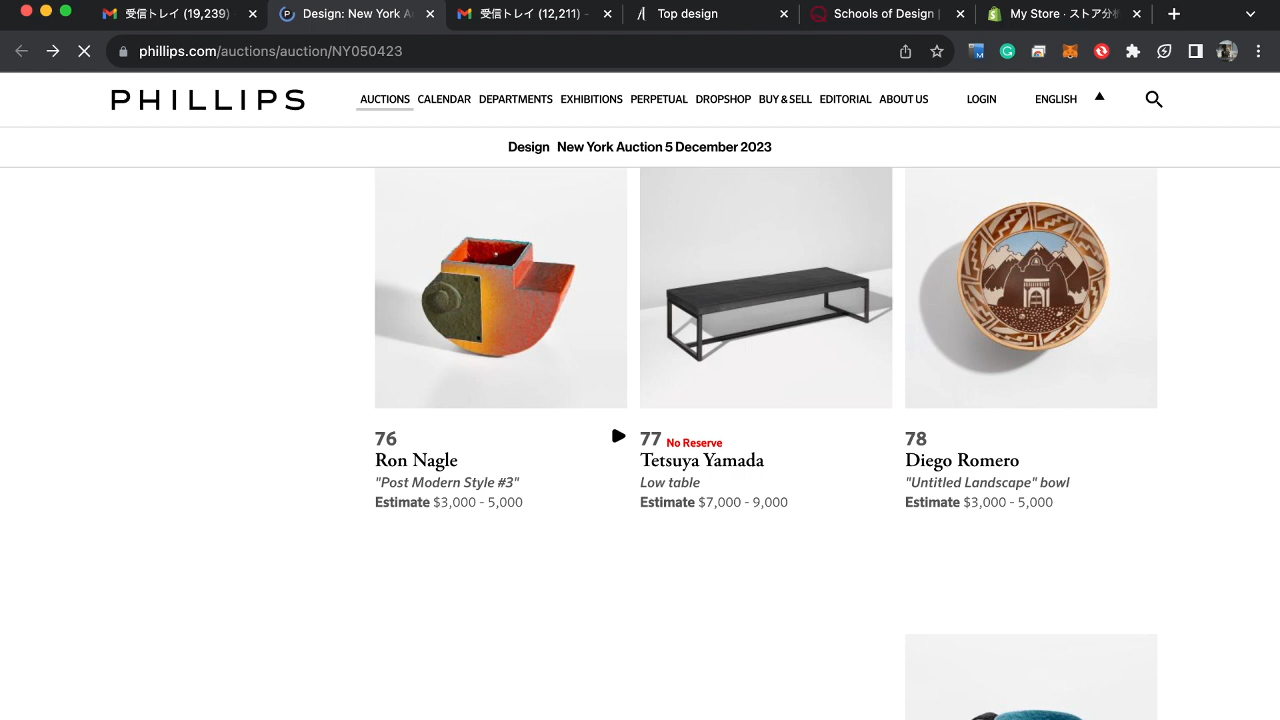 受信トレイ (19,239)
Design: New York A
受信トレイ (12,211) -
Top design
Schools of Design |
My Store · ストア分析
phillips.com/auctions/auction/NY050423
PHILLIPS
AUCTIONS CALENDAR DEPARTMENTS EXHIBITIONS PERPETUAL DROPSHOP BUY & SELL EDITORIAL ABOUT US LOGIN ENGLISH
Design New York Auction 5 December 2023
76
Ron Nagle
"Post Modern Style #3"
Estimate $3,000 - 5,000
77 No Reserve
Tetsuya Yamada
Low table
Estimate $7,000 - 9,000
78
Diego Romero
"Untitled Landscape" bowl
Estimate $3,000 - 5,000